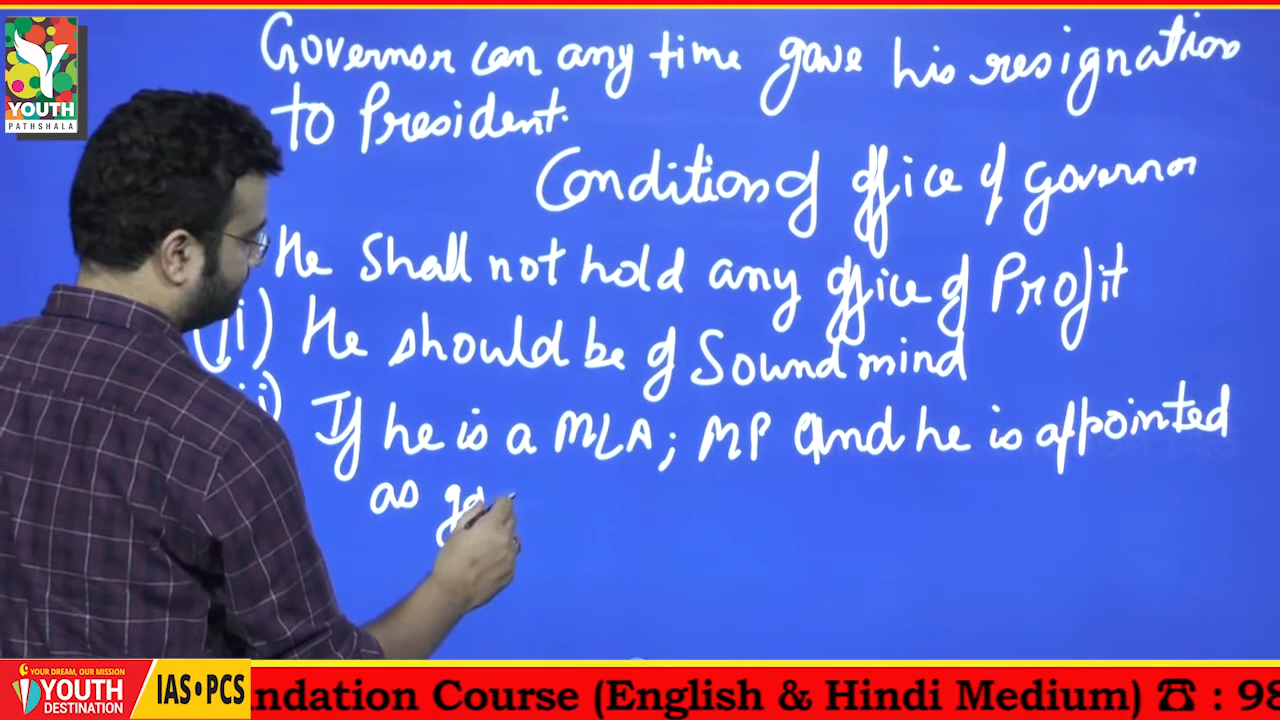 Governor can any time gave his resignation
to President.
Conditions of office of governor
He shall not hold any office of Profit
(ii) He should be of Sound mind
If he is a MLA; MP and he is appointed
as go
YOUTH
PATHSHALA
YOUR DREAM, OUR MISSION
YOUTH
DESTINATION
IAS•PCS
ndation Course (English & Hindi Medium) ☎ : 98